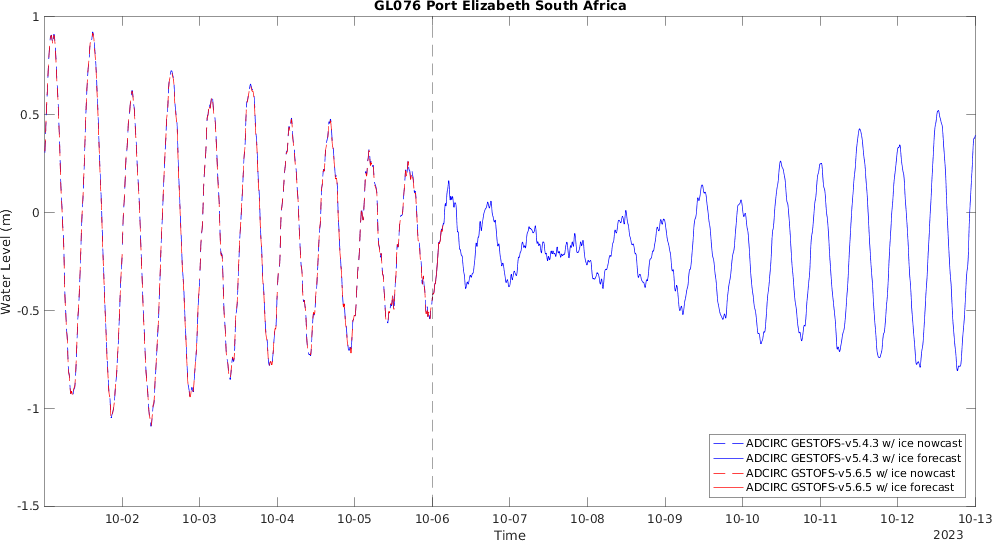 GL076 Port Elizabeth South Africa
1
0.5
0
-0.5
-1
-1.5
Water Level (m)
10-02 10-03 10-04 10-05 10-06 10-07 10-08 10-09 10-10 10-11 10-12 10-13
Time
2023
ADCIRC GESTOFS-v5.4.3 w/ ice nowcast
ADCIRC GESTOFS-v5.4.3 w/ ice forecast
ADCIRC GSTOFS-v5.6.5 w/ ice nowcast
ADCIRC GSTOFS-v5.6.5 w/ ice forecast